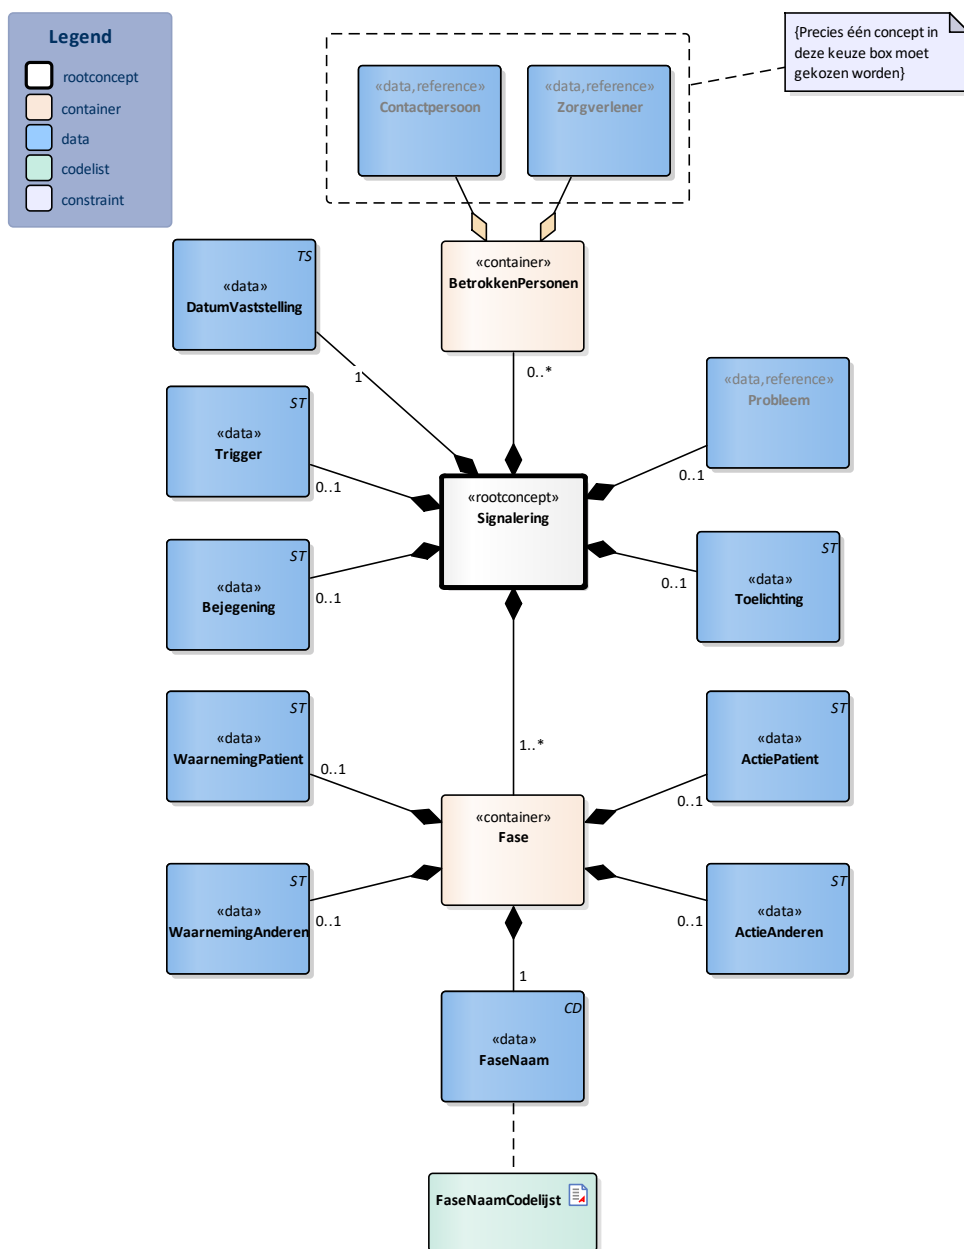 Legend
rootconcept
container
data
codelist
constraint
{Precies één concept in
deze keuze box moet
gekozen worden}
«data,reference»
Contactpersoon
«data,reference»
Zorgverlener
«container»
BetrokkenPersonen
0..*
TS
«data»
DatumVaststelling
1
ST
«data»
Trigger
0..1
«data,reference»
Probleem
0..1
«rootconcept»
Signalering
ST
«data»
Bejegening
0..1
ST
«data»
Toelichting
0..1
1..*
ST
«data»
WaarnemingPatient
0..1
ST
«data»
ActiePatient
0..1
«container»
Fase
ST
«data»
WaarnemingAnderen
0..1
ST
«data»
ActieAnderen
0..1
1
CD
«data»
FaseNaam
FaseNaamCodelijst